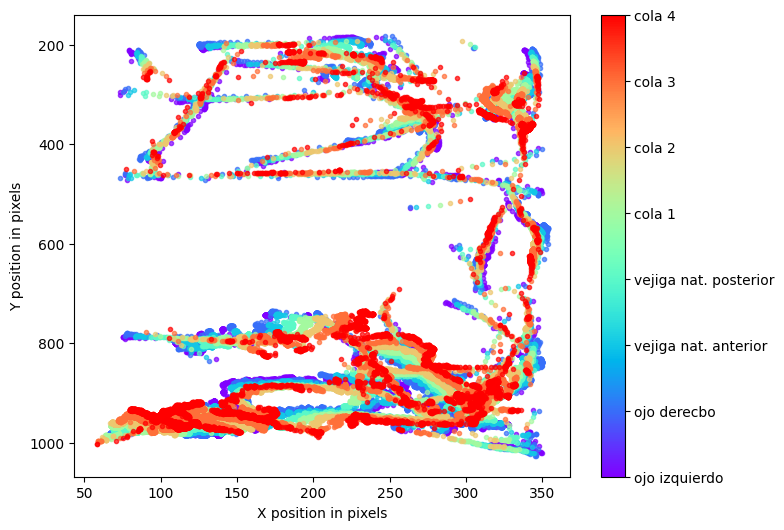 200
400
600
800
1000
Y position in pixels
50
100
150
200
250
300
350
X position in pixels
cola 4
cola 3
cola 2
cola 1
vejiga nat. posterior
vejiga nat. anterior
ojo derecbo
ojo izquierdo